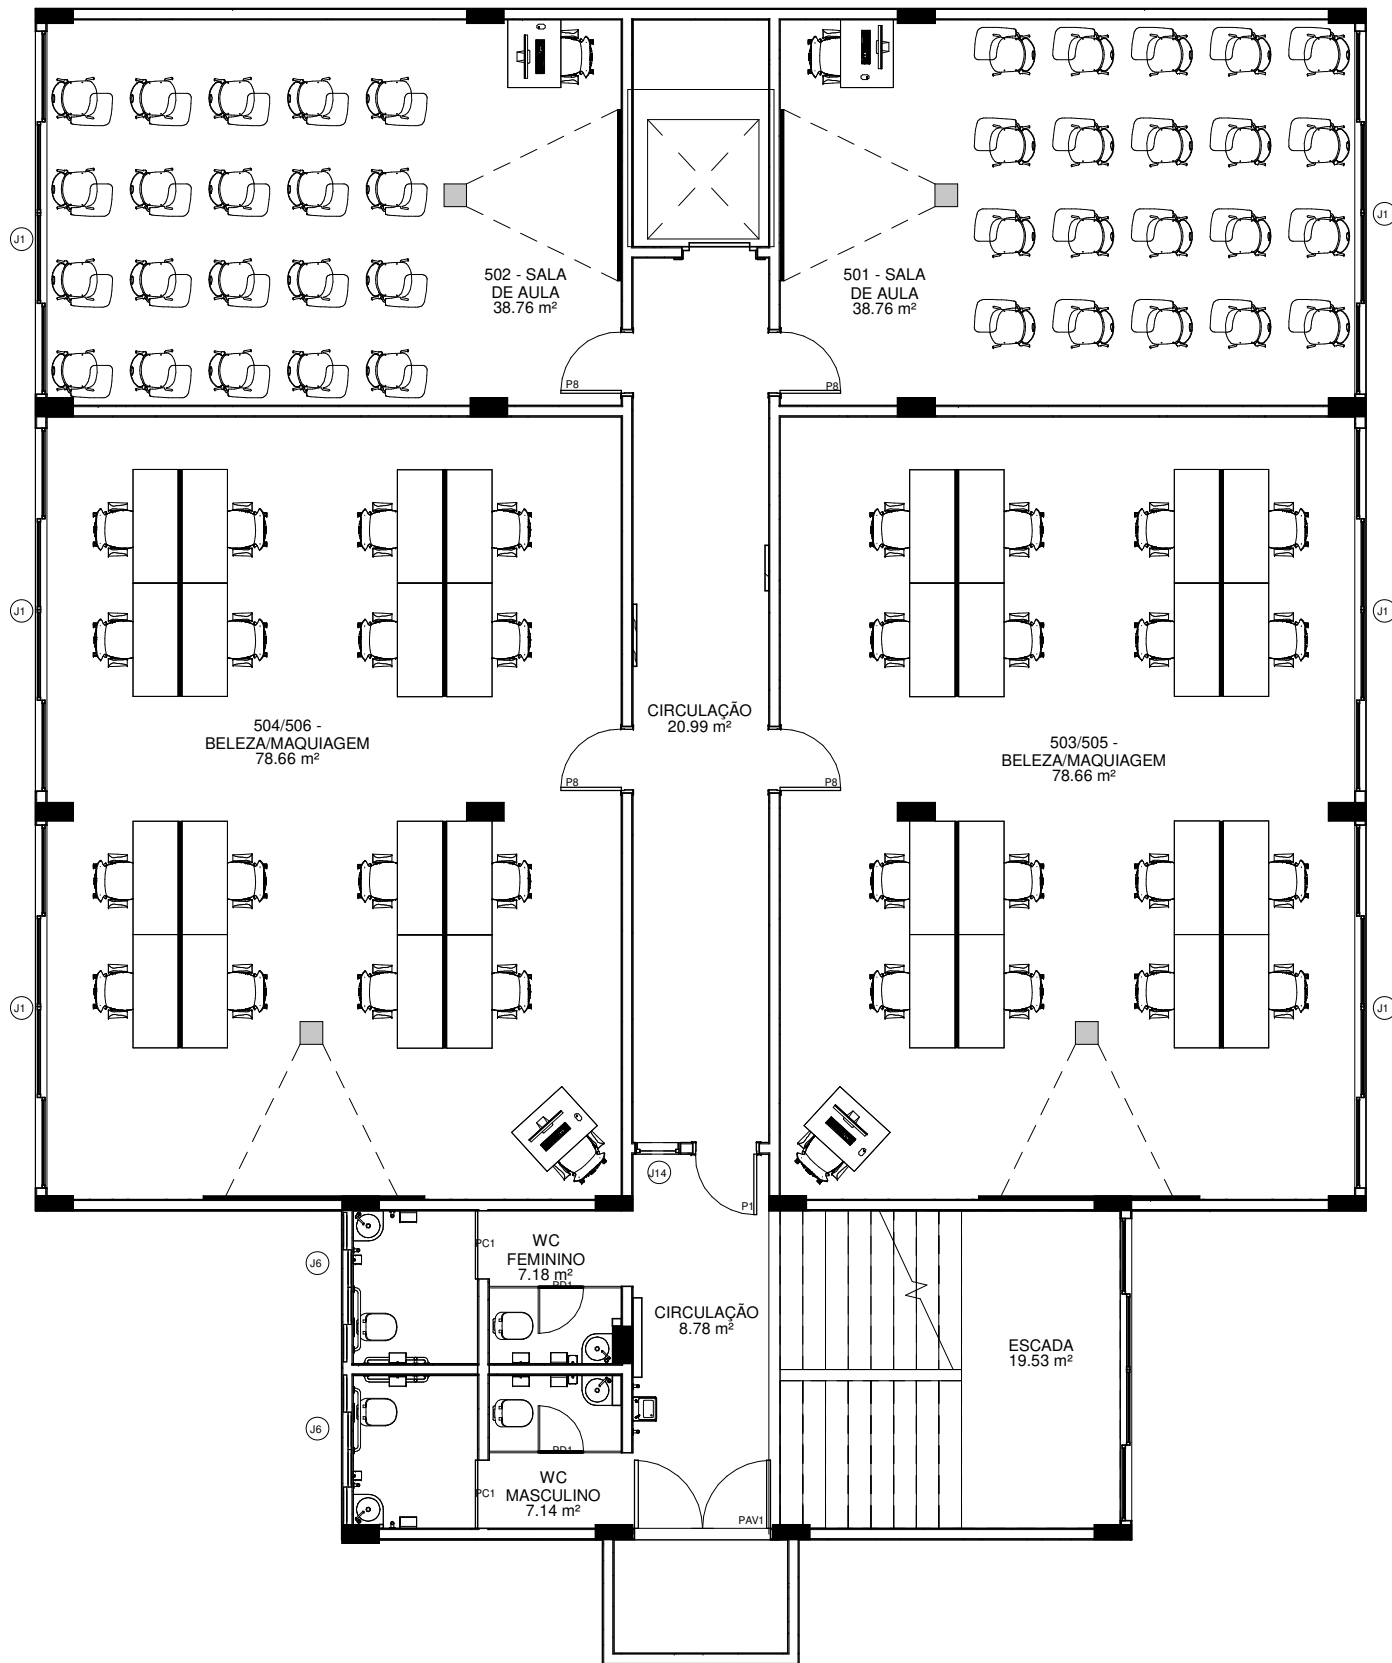 J1
502 - SALA
DE AULA
38.76 m²
501 - SALA
DE AULA
38.76 m²
J1
P8
P8
J1
J1
504/506 -
BELEZA/MAQUIAGEM
78.66 m²
CIRCULAÇÃO
20.99 m²
503/505 -
BELEZA/MAQUIAGEM
78.66 m²
P8
P8
J1
J1
J14
P1
J6
PC1
WC
FEMININO
7.18 m²
PD1
CIRCULAÇÃO
8.78 m²
ESCADA
19.53 m²
J6
PD1
PC1
WC
MASCULINO
7.14 m²
PAV1